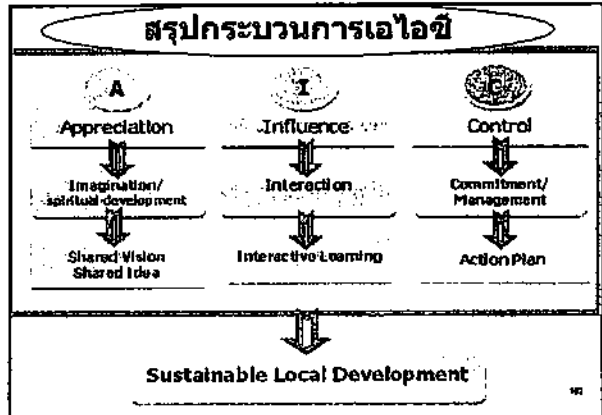 สรุปกระบวนการเอไอซี
A
I
C
Appreciation
Influence
Control
Imagination/
spiritual development
Interaction
Commitment/
Management
Shared Vision
Shared Idea
Interactive Learning
Action Plan
Sustainable Local Development